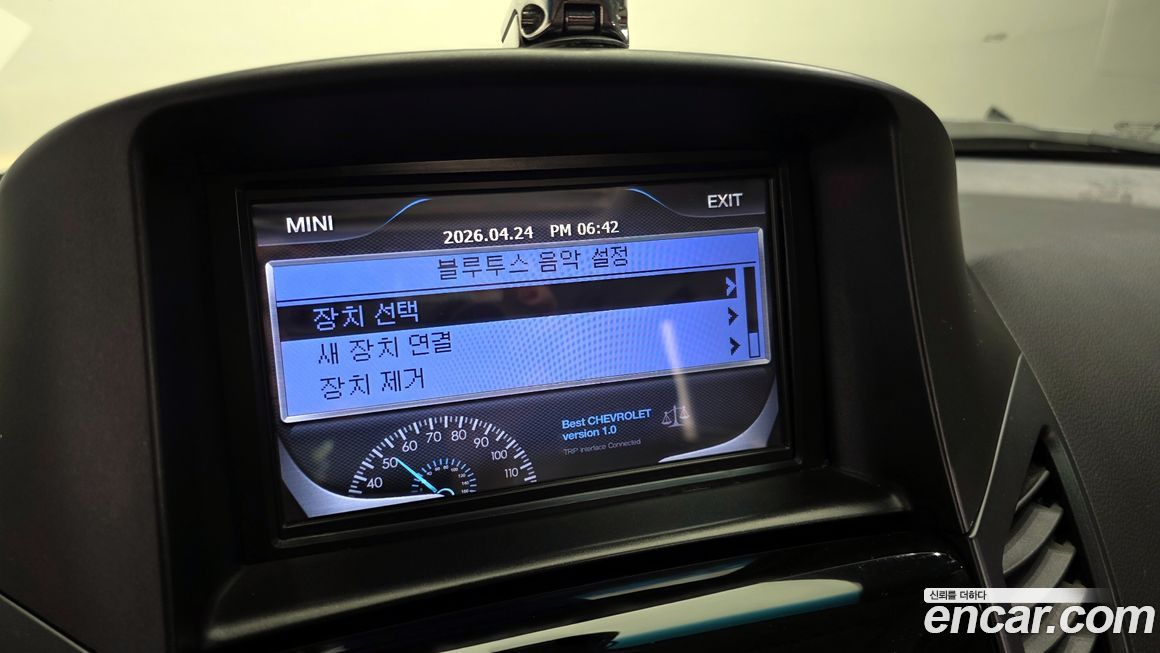 MINI
EXIT
2026.04.24 PM 06:42
블루투스 음악 설정
장치 선택
새 장치 연결
장치 제거
Best CHEVROLET
version 1.0
TRIP Interface Connected
40 50 60 70 80 90 100 110
신뢰를 더하다
encar.com